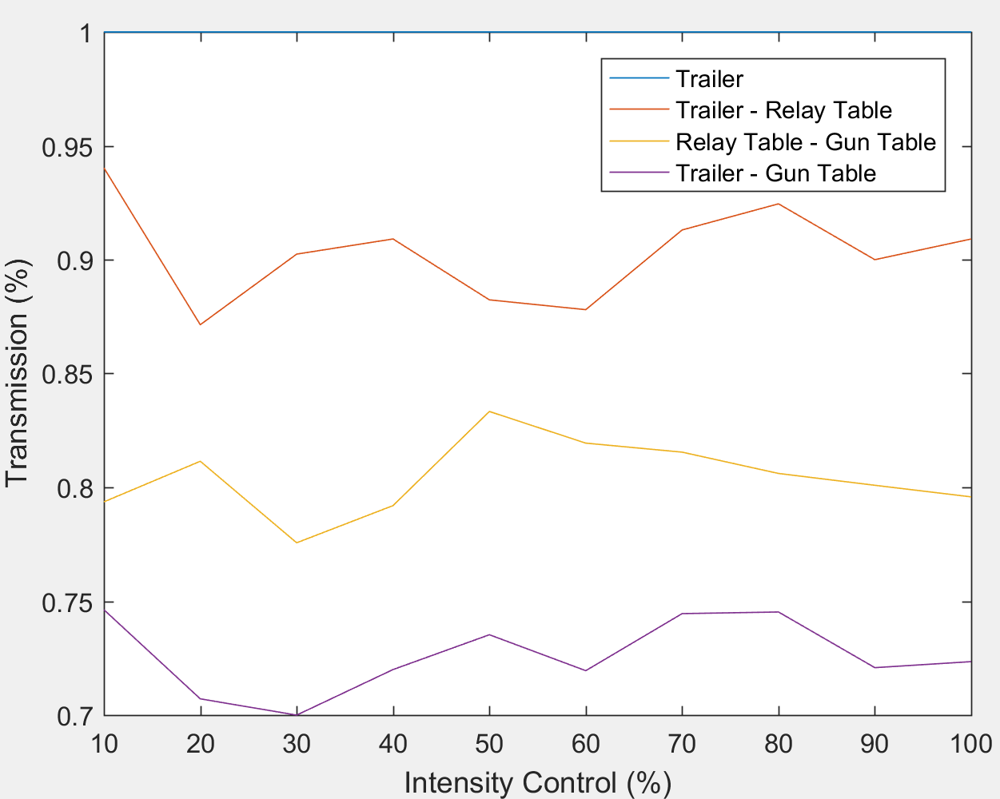 1
0.95
0.9
0.85
0.8
0.75
0.7
Transmission (%)
Trailer
Trailer - Relay Table
Relay Table - Gun Table
Trailer - Gun Table
10 20 30 40 50 60 70 80 90 100
Intensity Control (%)